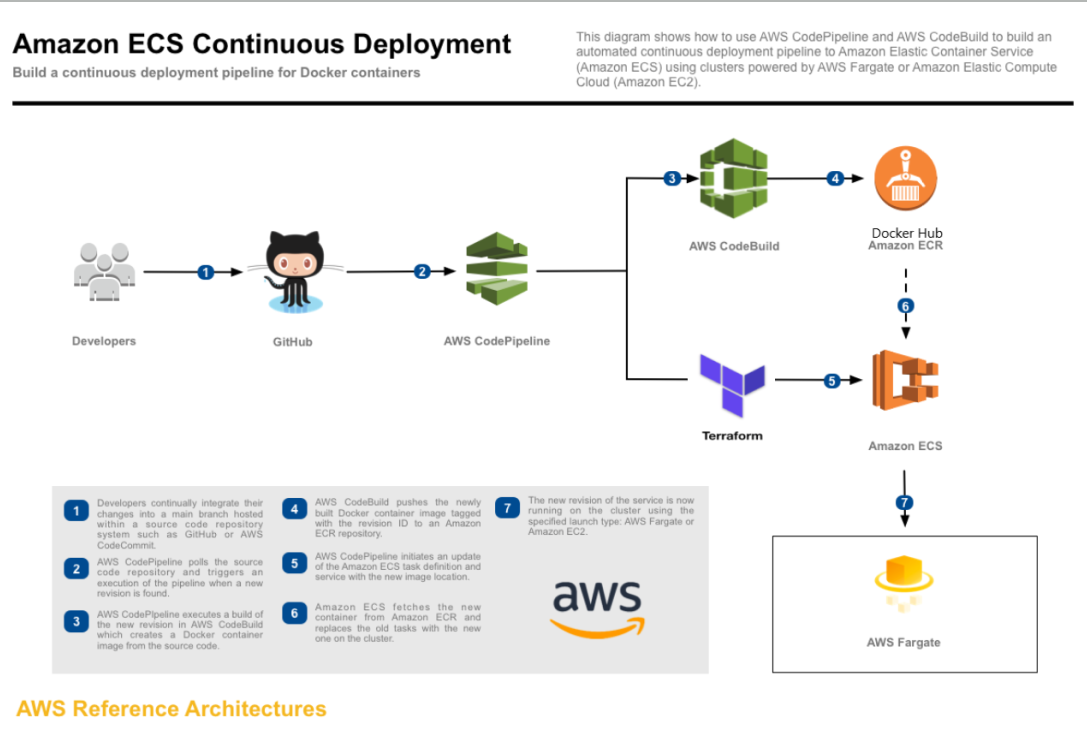 Amazon ECS Continuous Deployment
Build a continuous deployment pipeline for Docker containers
This diagram shows how to use AWS CodePipeline and AWS CodeBuild to build an
automated continuous deployment pipeline to Amazon Elastic Container Service
(Amazon ECS) using clusters powered by AWS Fargate or Amazon Elastic Compute
Cloud (Amazon EC2).
3
4
AWS CodeBuild
Docker Hub
Amazon ECR
1
2
6
Developers
GitHub
AWS CodePipeline
5
Terraform
Amazon ECS
7
AWS Fargate
1
Developers continually integrate their
changes into a main branch hosted
within a source code repository
system such as GitHub or AWS
CodeCommit.
2
AWS CodePipeline polls the source
code repository and triggers an
execution of the pipeline when a new
revision is found.
3
AWS CodePIpeline executes a build of
the new revision in AWS CodeBuild
which creates a Docker container
image from the source code.
4
AWS CodeBuild pushes the newly
built Docker container image tagged
with the revision ID to an Amazon
ECR repository.
5
AWS CodePipeline initiates an update
of the Amazon ECS task definition and
service with the new image location.
6
Amazon ECS fetches the new
container from Amazon ECR and
replaces the old tasks with the new
one on the cluster.
7
The new revision of the service is now
running on the cluster using the
specified launch type: AWS Fargate or
Amazon EC2.
aws
AWS Reference Architectures